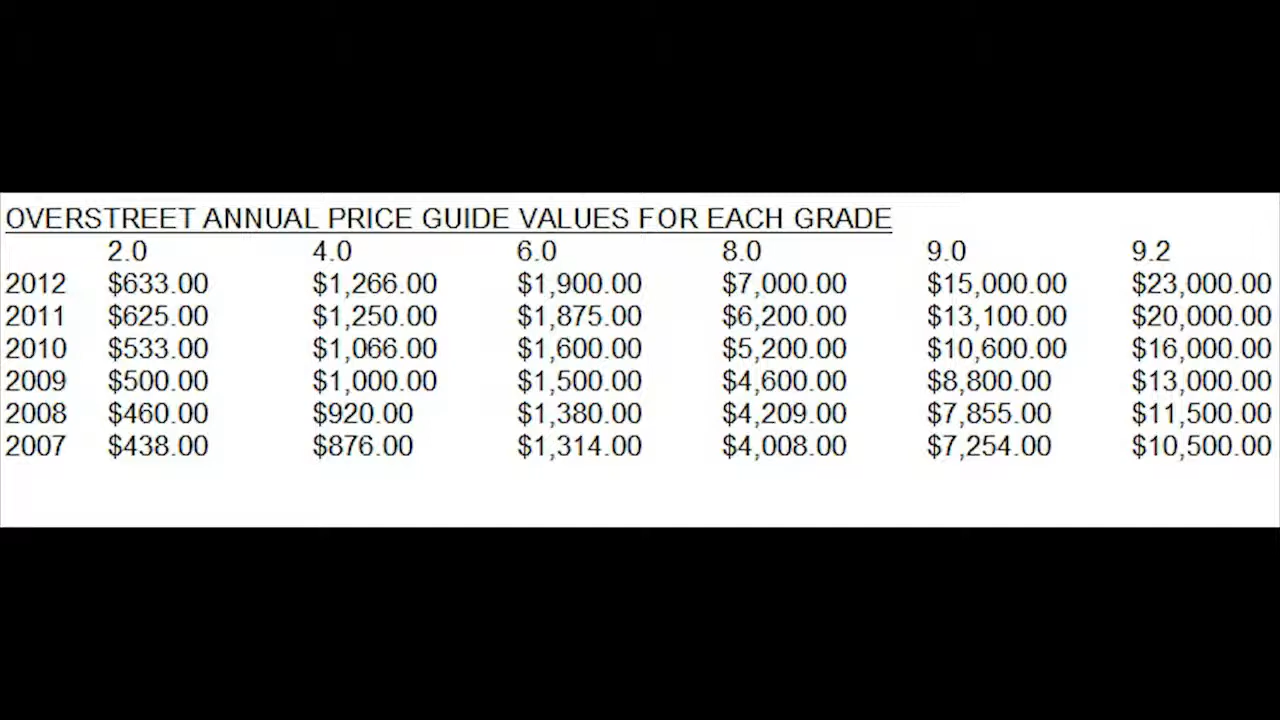 OVERSTREET ANNUAL PRICE GUIDE VALUES FOR EACH GRADE
2.0 4.0 6.0 8.0 9.0 9.2
2012 $633.00 $1,266.00 $1,900.00 $7,000.00 $15,000.00 $23,000.00
2011 $625.00 $1,250.00 $1,875.00 $6,200.00 $13,100.00 $20,000.00
2010 $533.00 $1,066.00 $1,600.00 $5,200.00 $10,600.00 $16,000.00
2009 $500.00 $1,000.00 $1,500.00 $4,600.00 $8,800.00 $13,000.00
2008 $460.00 $920.00 $1,380.00 $4,209.00 $7,855.00 $11,500.00
2007 $438.00 $876.00 $1,314.00 $4,008.00 $7,254.00 $10,500.00